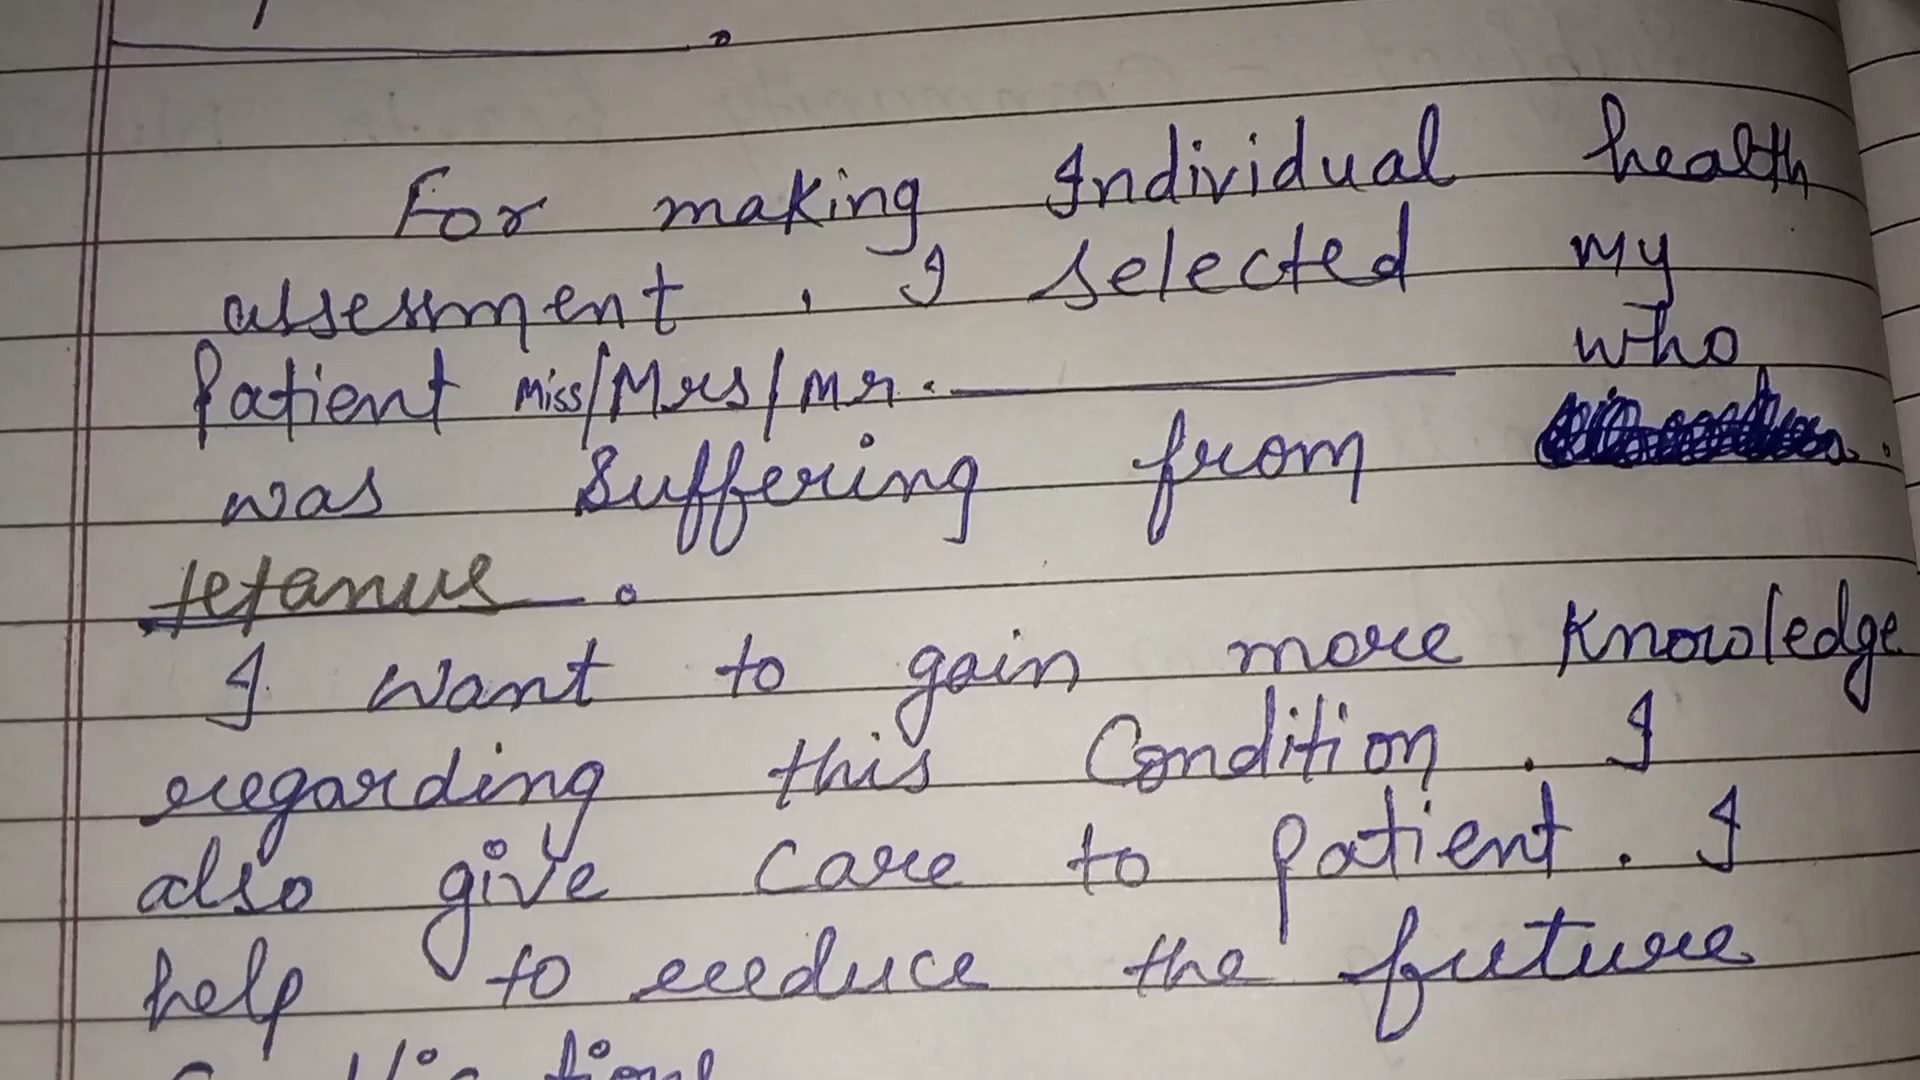 For making Individual health
assessment, I selected my
Patient Miss/Mrs/Mr. who
was Suffering from
tetanus.
I want to gain more Knowledge
regarding this Condition. I
also give care to patient. I
help to reduce the future